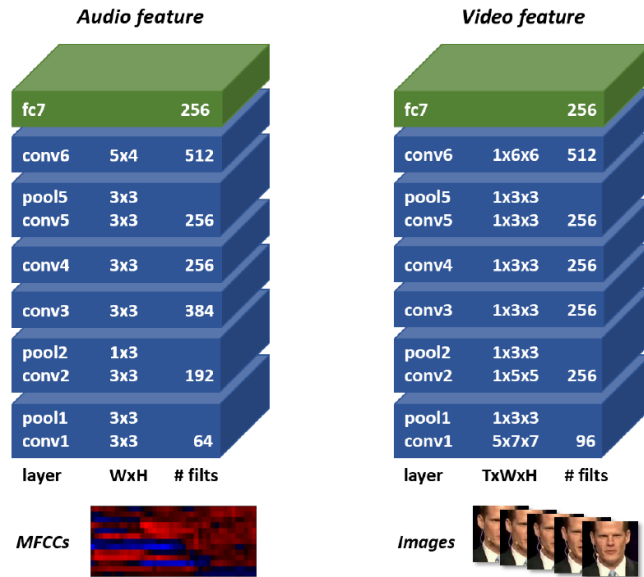 Audio feature
fc7 256
conv6 5x4 512
pool5 3x3
conv5 3x3 256
conv4 3x3 256
conv3 3x3 384
pool2 1x3
conv2 3x3 192
pool1 3x3
conv1 3x3 64
layer WxH # filts
MFCCs
Video feature
fc7 256
conv6 1x6x6 512
pool5 1x3x3
conv5 1x3x3 256
conv4 1x3x3 256
conv3 1x3x3 256
pool2 1x3x3
conv2 1x5x5 256
pool1 1x3x3
conv1 5x7x7 96
layer TxWxH # filts
Images